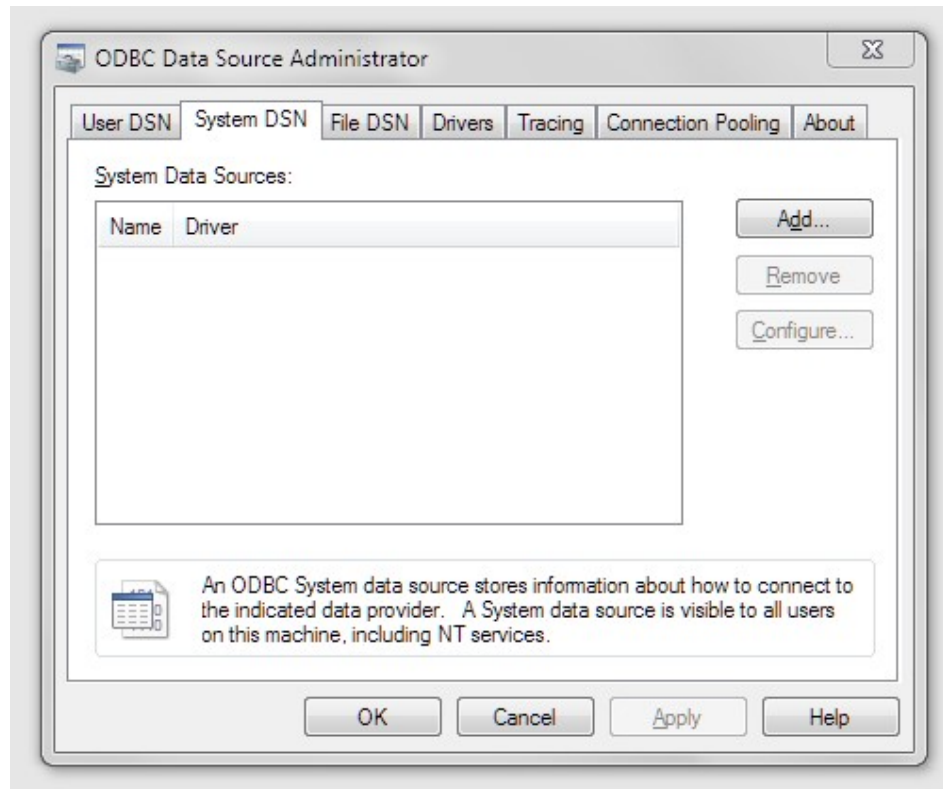 ODBC Data Source Administrator
User DSN System DSN File DSN Drivers Tracing Connection Pooling About
System Data Sources:
Name Driver
Add...
Remove
Configure...
An ODBC System data source stores information about how to connect to
the indicated data provider. A System data source is visible to all users
on this machine, including NT services.
OK Cancel Apply Help